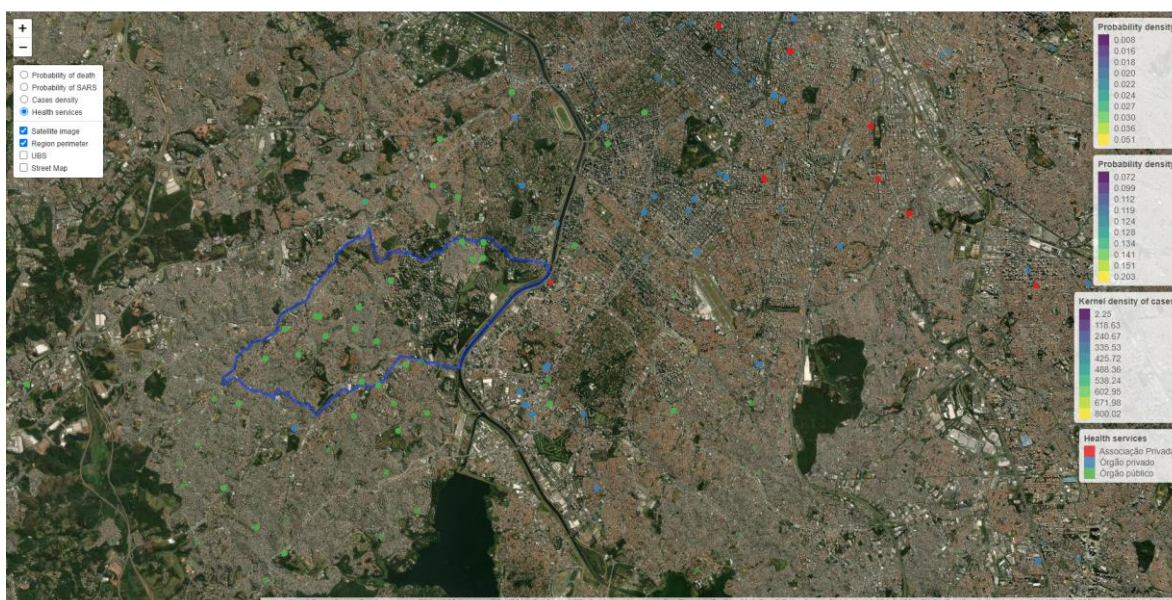 +
−
Probability of death
Probability of SARS
Cases density
Health services
Satellite image
Region perimeter
UBS
Street Map
Probability density
0.008
0.016
0.018
0.020
0.022
0.024
0.027
0.030
0.036
0.051
Probability density
0.072
0.099
0.112
0.119
0.124
0.128
0.134
0.141
0.151
0.203
Kernel density of cases
2.25
118.63
240.67
335.53
425.72
488.36
538.24
602.95
671.98
800.02
Health services
Associação Privada
Órgão privado
Órgão público